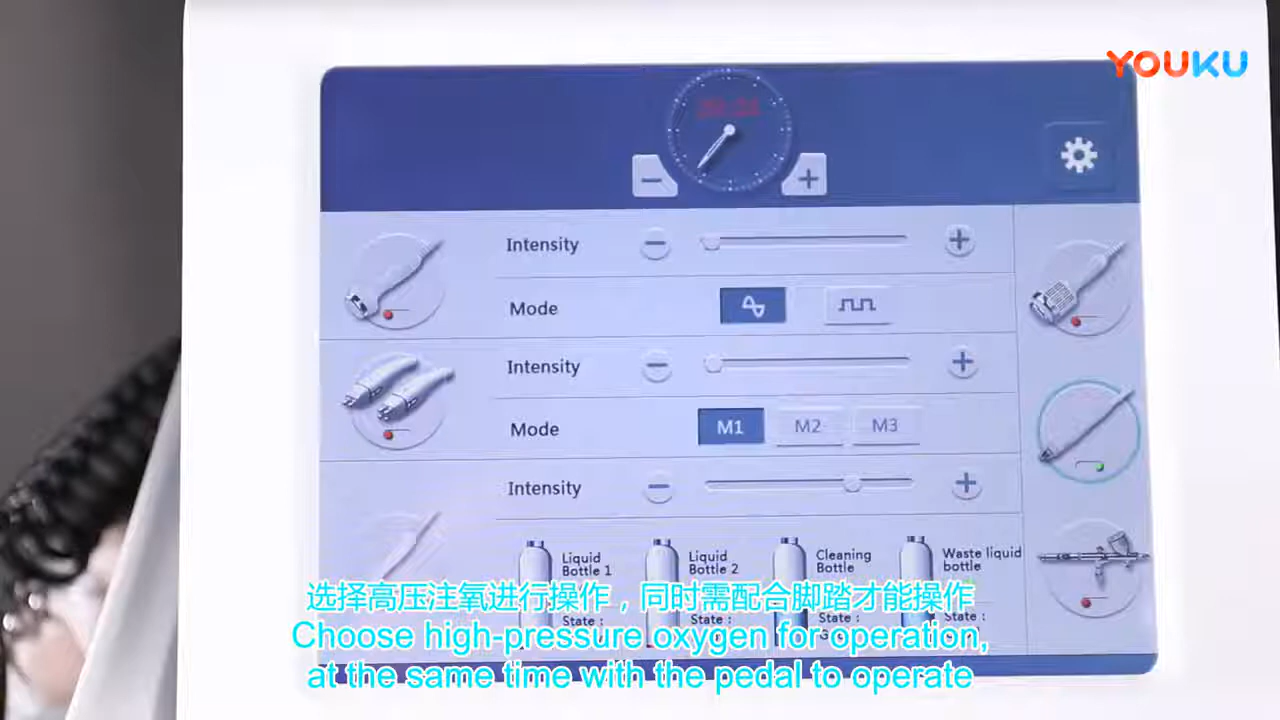 YOUKU
Intensity
Mode
Intensity
Mode
M1
M2
M3
Intensity
Liquid
Bottle 1
Liquid
Bottle 2
Cleaning
Bottle
Waste liquid
bottle
State :
State :
State :
State :
选择高压注氧进行操作，同时需配合脚踏才能操作
Choose high-pressure oxygen for operation,
at the same time with the pedal to operate